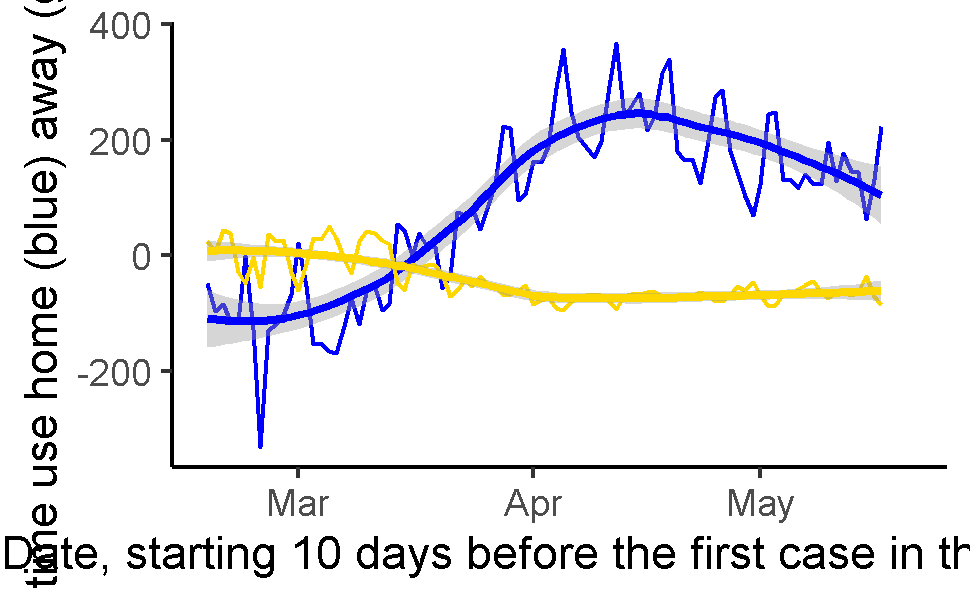 time use home (blue) away (
400
200
0
-200
Mar
Apr
May
Date, starting 10 days before the first case in th